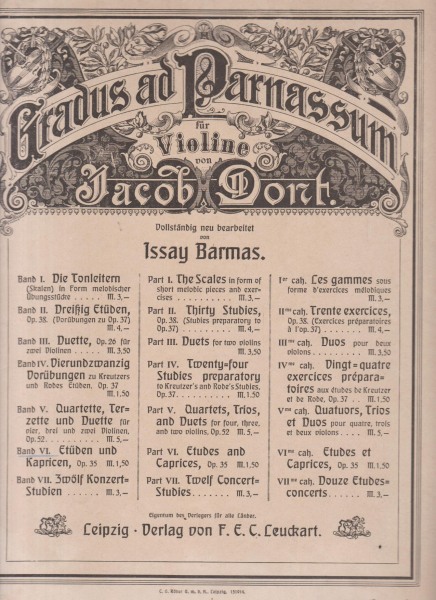 Gradus ad Parnassum
für
Violine
von
Jacob Dont.
Vollständig neu bearbeitet
von
Issay Barmas.
Band I. Die Tonleitern
(Skalen) in Form melodischer
Übungsstücke . . . . . . M. 3,—
Band II. Dreißig Etüden,
Op. 38. (Vorübungen zu Op. 37)
M. 4,—
Band III. Duette, Op. 26 für
zwei Violinen . . . . M. 3,50
Band IV. Vierundzwanzig
Vorübungen zu Kreutzers
und Rodes Etüden, Op. 37
M. 1,50
Band V. Quartette, Ter-
zette und Duette für
vier, drei und zwei Violinen,
Op. 52 . . . . . . . . M. 5,—
Band VI. Etüden und
Kapricen, Op. 35 M. 1,50
Band VII. Zwölf Konzert-
Studien . . . . . . . M. 3,—
Part I. The Scales in form of
short melodic pieces and exer-
cises . . . . . . . . . M. 3,—
Part II. Thirty Studies,
Op. 38. (Studies preparatory to
Op. 37) . . . . . . . . M. 4,—
Part III. Duets for two violins
M. 3,50
Part IV. Twenty=four
Studies preparatory
to Kreutzer's and Rode's Studies,
Op. 37. . . . . . . . . M. 1,50
Part V. Quartets, Trios,
and Duets for four, three,
and two violins, Op. 52 M. 5,—
Part VI. Etudes and
Caprices, Op. 35 M. 1,50
Part VII. Twelf Concert=
Studies . . . . . . . M. 3,—
Ier cah. Les gammes sous
forme d'exercices mélodiques
M. 3,—
IIme cah. Trente exercices,
Op. 38. (Exercices préparatoires
à l'op. 37) . . . . . . M. 4,—
IIIme cah. Duos pour deux
violons . . . . . . . M. 3,50
IVme cah. Vingt=quatre
exercices prépara=
toires aux études de Kreutzer
et de Rode, Op. 37 . . M. 1,50
Vme cah. Quatuors, Trios
et Duos pour quatre, trois
et deux violons . . . . M. 5,—
VIme cah. Etudes et
Caprices, Op. 35 M. 1,50
VIIme cah. Douze Etudes=
concerts . . . . . . . M. 3,—
Eigentum des Verlegers für alle Länder.
Leipzig · Verlag von F. E. C. Leuckart.